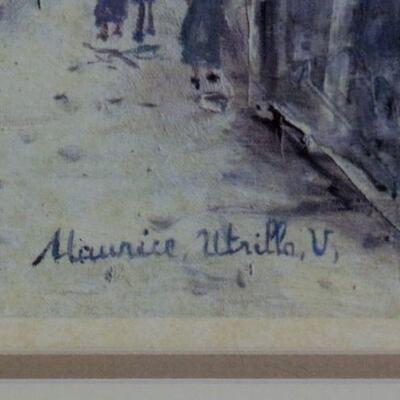 Maurice, Utrillo, V,